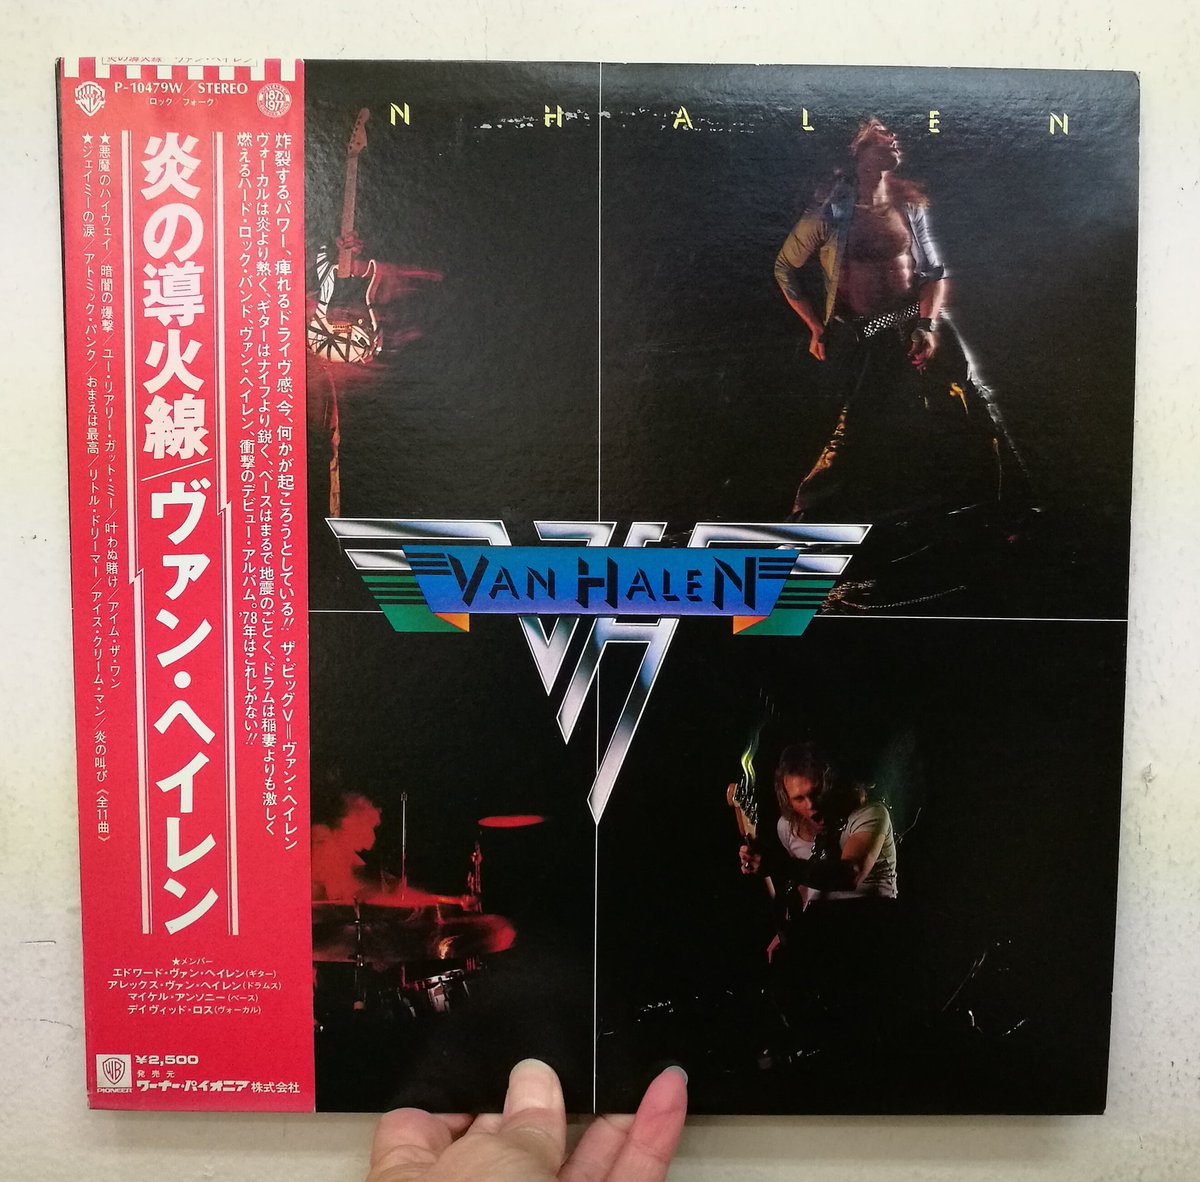 炎の導火線 ヴァン・ヘイレン
P-10479W/STEREO
ロック フォーク
1877
1977
炸裂するパワー、痺れるドライヴ感、今、何かが起ころうとしている!! ザ・ビッグV＝ヴァン・ヘイレン
ヴォーカルは炎より熱く、ギターはナイフより鋭く、ベースはまるで地震のごとく、ドラムは稲妻よりも激しく
燃えるハード・ロック・バンド、ヴァン・ヘイレン、衝撃のデビュー・アルバム。'78年はこれしかない!!
炎の導火線/ヴァン・ヘイレン
★悪魔のハイウェイ/暗闇の爆撃/ユー・リアリー・ガット・ミー/叶わぬ賭け/アイム・ザ・ワン
★ジェイミーの涙/アトミック・パンク/おまえは最高/リトル・ドリーマー/アイス・クリーム・マン/炎の叫び《全11曲》
★メンバー
エドワード・ヴァン・ヘイレン(ギター)
アレックス・ヴァン・ヘイレン(ドラムス)
マイケル・アンソニー(ベース)
デイヴィッド・ロス(ヴォーカル)
PIONEER
¥2,500
発売元
ワーナー・パイオニア株式会社
N H A L E N
VAN HALEN